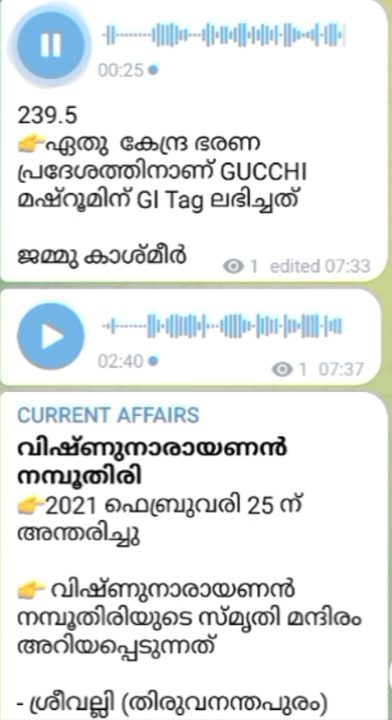 00:25
239.5
👉ഏതു കേന്ദ്ര ഭരണ
പ്രദേശത്തിനാണ് GUCCHI
മഷ്റൂമിന് GI Tag ലഭിച്ചത്
ജമ്മു കാശ്മീർ
1 edited 07:33
02:40
1 07:37
CURRENT AFFAIRS
വിഷ്ണുനാരായണൻ
നമ്പൂതിരി
👉2021 ഫെബ്രുവരി 25 ന്
അന്തരിച്ചു
👉 വിഷ്ണുനാരായണൻ
നമ്പൂതിരിയുടെ സ്മൃതി മന്ദിരം
അറിയപ്പെടുന്നത്
- ശ്രീവല്ലി (തിരുവനന്തപുരം)